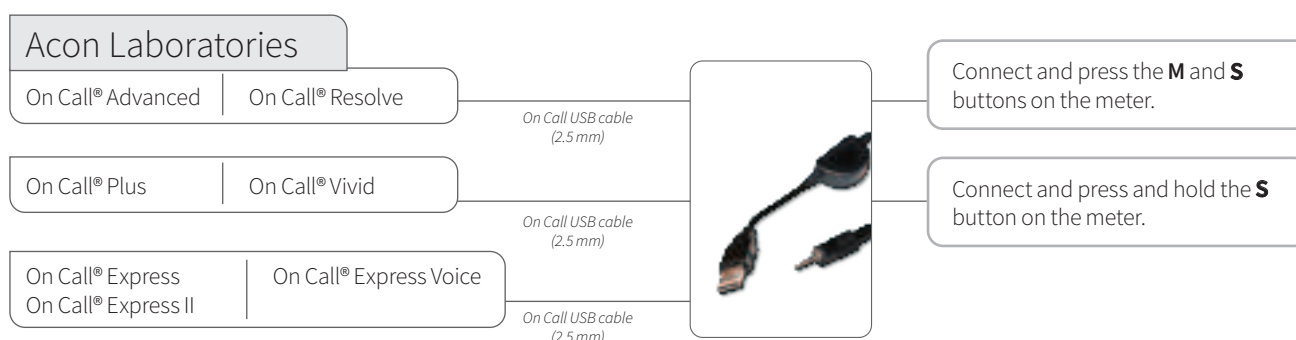 Acon Laboratories
On Call® Advanced
On Call® Resolve
On Call USB cable
(2.5 mm)
Connect and press the M and S
buttons on the meter.
On Call® Plus
On Call® Vivid
On Call USB cable
(2.5 mm)
Connect and press and hold the S
button on the meter.
On Call® Express
On Call® Express II
On Call® Express Voice
On Call USB cable
(2.5 mm)